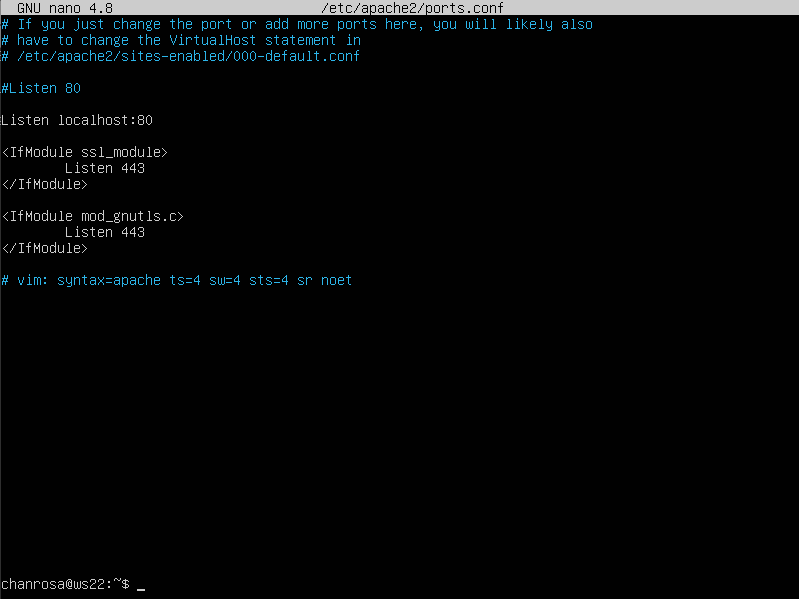 GNU nano 4.8 /etc/apache2/ports.conf
# If you just change the port or add more ports here, you will likely also
# have to change the VirtualHost statement in
# /etc/apache2/sites-enabled/000-default.conf
#Listen 80
Listen localhost:80
<IfModule ssl_module>
Listen 443
</IfModule>
<IfModule mod_gnutls.c>
Listen 443
</IfModule>
# vim: syntax=apache ts=4 sw=4 sts=4 sr noet
chanrosa@ws22:~$ _